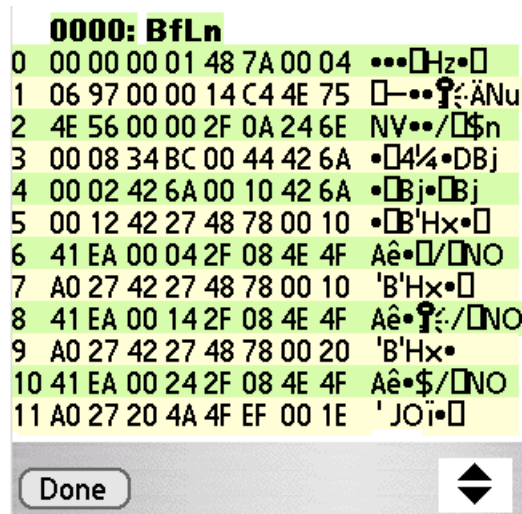 0000: BfLn
0 00 00 00 01 48 7A 00 04 •••▯Hz•▯
1 06 97 00 00 14 C4 4E 75 ▯—••ÄNu
2 4E 56 00 00 2F 0A 24 6E NV••/▯$n
3 00 08 34 BC 00 44 42 6A •▯4¼•DBj
4 00 02 42 6A 00 10 42 6A •▯Bj•▯Bj
5 00 12 42 27 48 78 00 10 •▯B'Hx•▯
6 41 EA 00 04 2F 08 4E 4F Aê•▯/▯NO
7 A0 27 42 27 48 78 00 10 'B'Hx•▯
8 41 EA 00 14 2F 08 4E 4F Aê•/▯NO
9 A0 27 42 27 48 78 00 20 'B'Hx•
10 41 EA 00 24 2F 08 4E 4F Aê•$/▯NO
11 A0 27 20 4A 4F EF 00 1E ' JOï•▯
Done